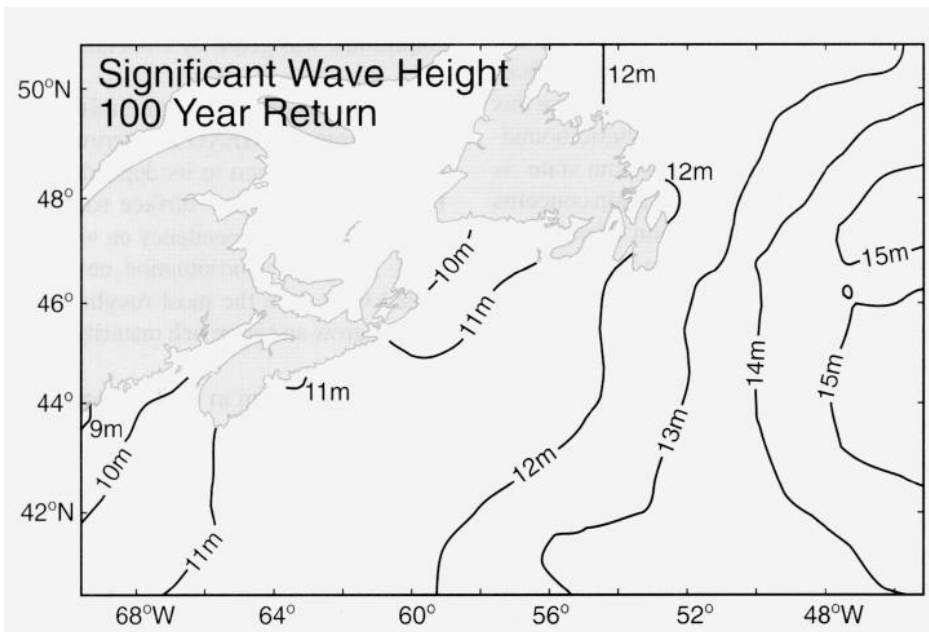 Significant Wave Height
100 Year Return
12m
50°N
12m
48°
10m
15m
11m
46°
14m
15m
11m
44°
13m
9m
10m
12m
42°N
11m
68°W
64°
60°
56°
52°
48°W